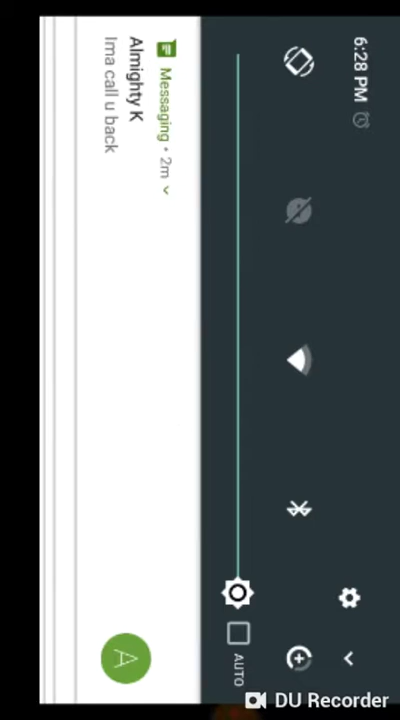 6:28 PM
AUTO
Messaging • 2m
Almighty K
Ima call u back
A
DU Recorder